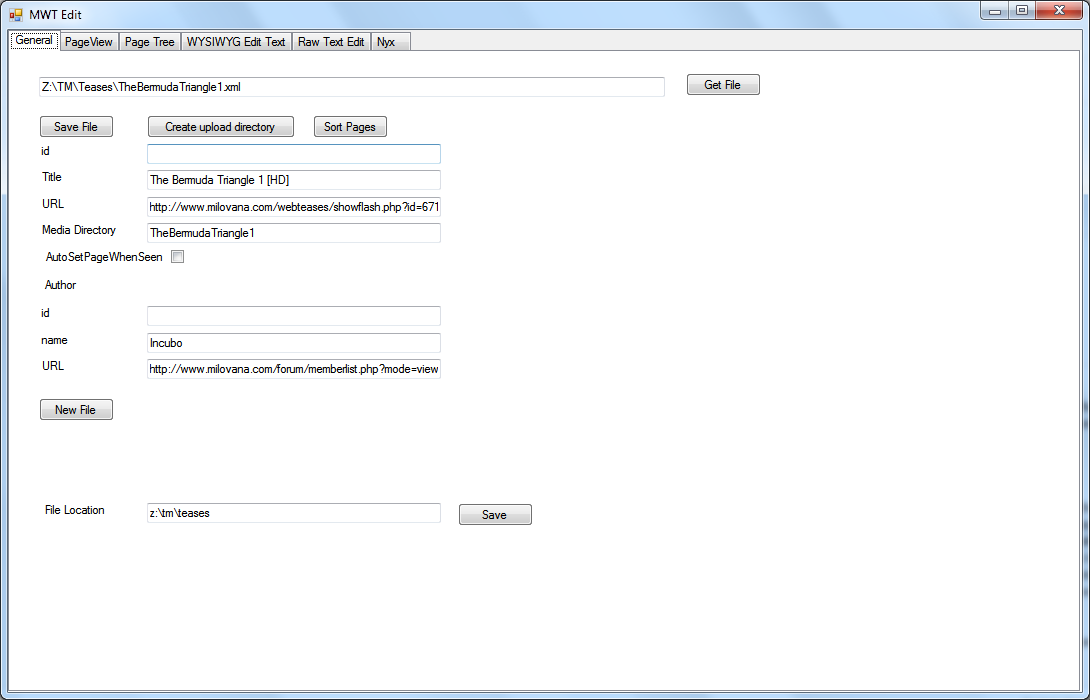 MWT Edit
General PageView Page Tree WYSIWYG Edit Text Raw Text Edit Nyx
Z:\TM\Teases\TheBermudaTriangle1.xml Get File
Save File Create upload directory Sort Pages
id
Title The Bermuda Triangle 1 [HD]
URL http://www.milovana.com/webteases/showflash.php?id=671
Media Directory TheBermudaTriangle1
AutoSetPageWhenSeen
Author
id
name Incubo
URL http://www.milovana.com/forum/memberlist.php?mode=view
New File
File Location z:\tm\teases Save